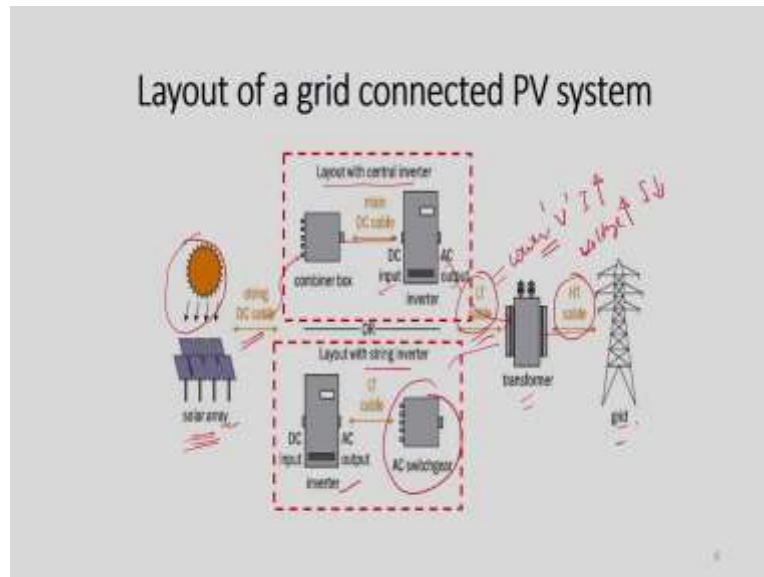 Layout of a grid connected PV system
Layout with central inverter
main
DC cable
DC
input
AC
output
combiner box
inverter
string
DC cable
solar array
OR
LT
cable
HT
cable
transformer
grid
lower 'V' I↑
voltage↑ I↓
Layout with string inverter
LT
cable
DC
input
AC
output
inverter
AC switchgear